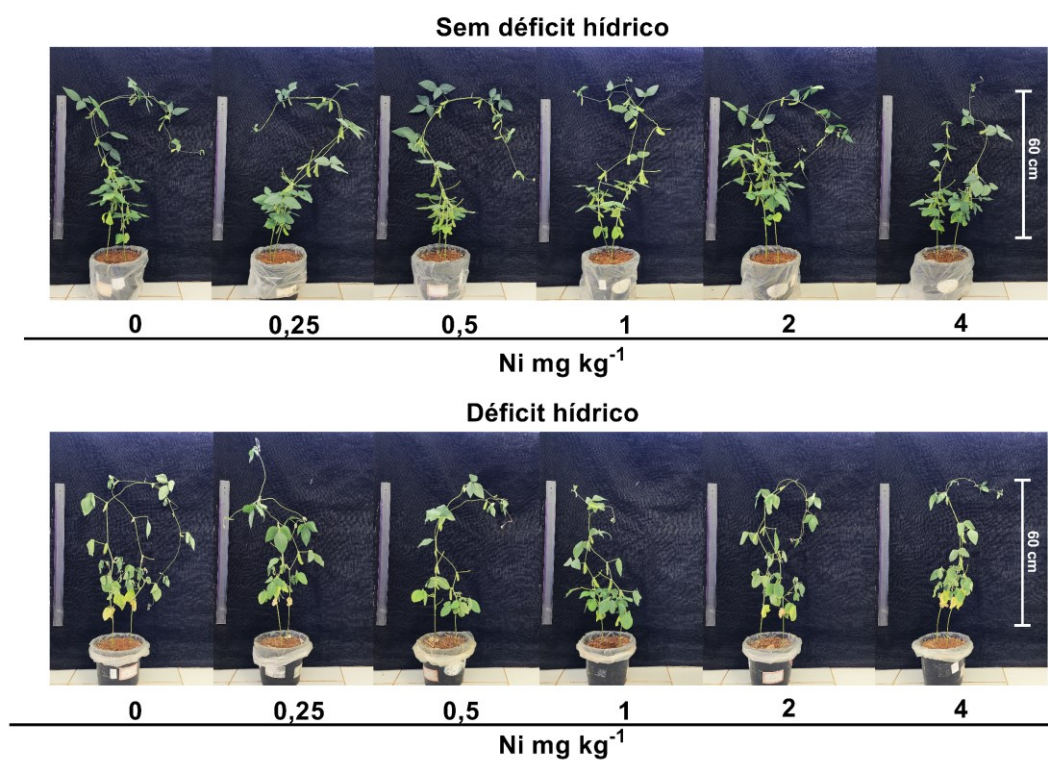 Sem déficit hídrico
60 cm
0 0,25 0,5 1 2 4
Ni mg kg⁻¹
Déficit hídrico
60 cm
0 0,25 0,5 1 2 4
Ni mg kg⁻¹